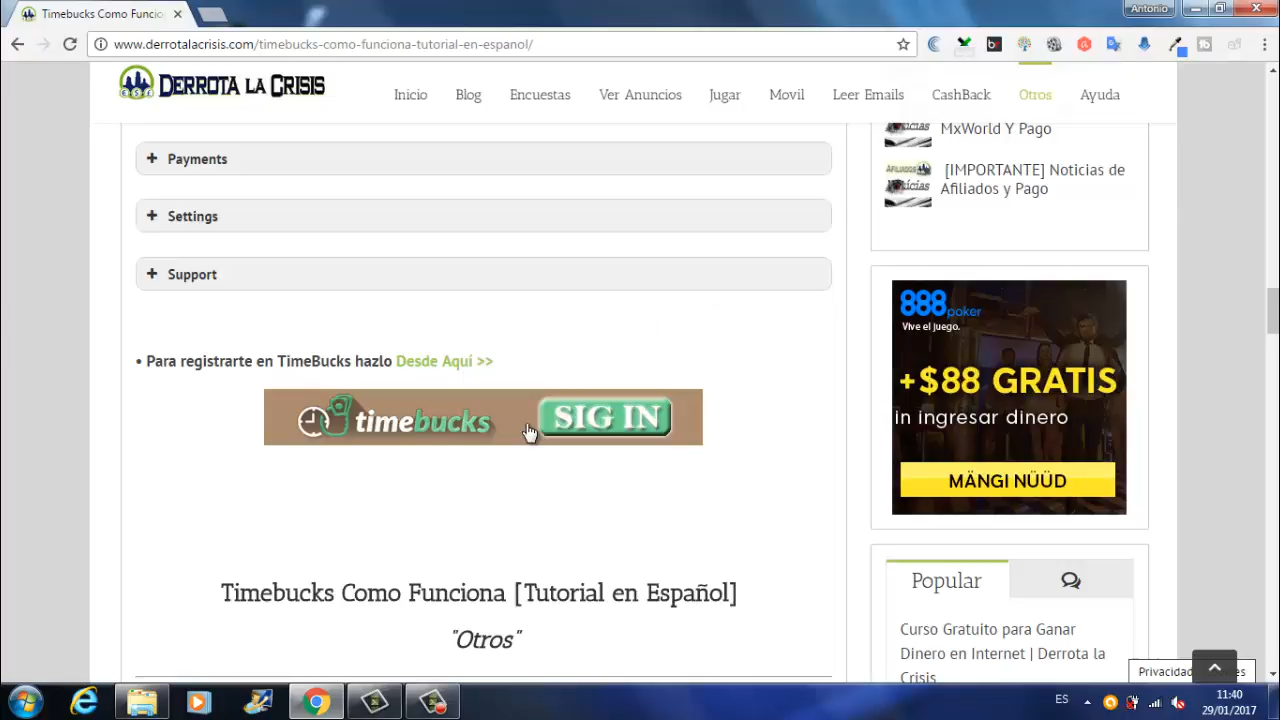 Timebucks Como Funcio
Antonio
www.derrotalacrisis.com/timebucks-como-funciona-tutorial-en-espanol/
DERROTA LA CRISIS
Inicio
Blog
Encuestas
Ver Anuncios
Jugar
Movil
Leer Emails
CashBack
Otros
Ayuda
Payments
Settings
Support
• Para registrarte en TimeBucks hazlo Desde Aquí >>
timebucks
SIG IN
Timebucks Como Funciona [Tutorial en Español]
"Otros"
MxWorld Y Pago
[IMPORTANTE] Noticias de
Afiliados y Pago
888poker
Vive el juego.
+$88 GRATIS
in ingresar dinero
MÄNGI NÜÜD
Popular
Curso Gratuito para Ganar
Dinero en Internet | Derrota la
Crisis
Privacidad
ES
11:40
29/01/2017